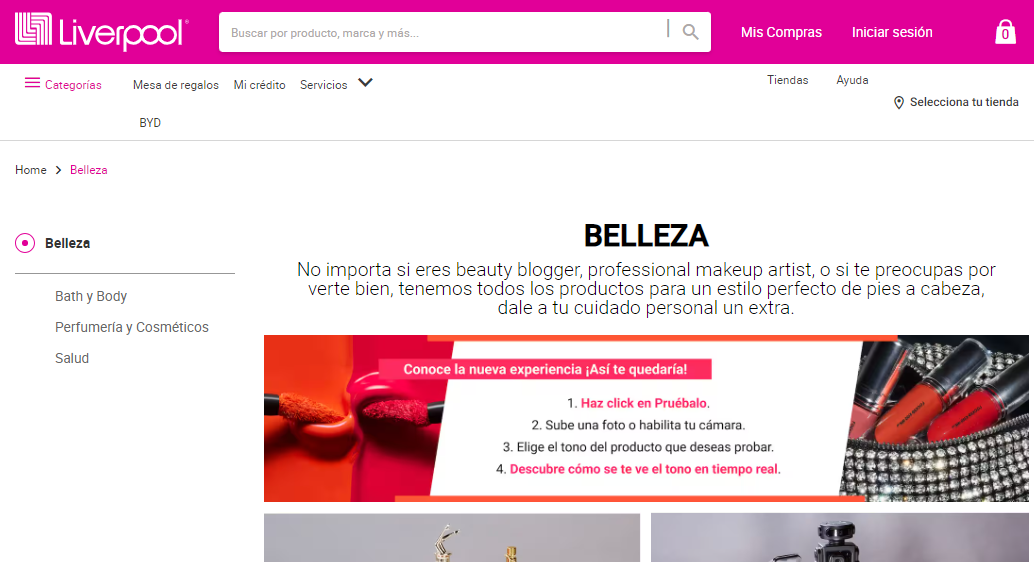 Liverpool
Buscar por producto, marca y más...
Mis Compras
Iniciar sesión
0
Categorías
Mesa de regalos
Mi crédito
Servicios
Tiendas
Ayuda
Selecciona tu tienda
BYD
Home
Belleza
Belleza
Bath y Body
Perfumería y Cosméticos
Salud
BELLEZA
No importa si eres beauty blogger, professional makeup artist, o si te preocupas por
verte bien, tenemos todos los productos para un estilo perfecto de pies a cabeza,
dale a tu cuidado personal un extra.
Conoce la nueva experiencia ¡Así te quedaría!
1. Haz click en Pruébalo.
2. Sube una foto o habilita tu cámara.
3. Elige el tono del producto que deseas probar.
4. Descubre cómo se te ve el tono en tiempo real.